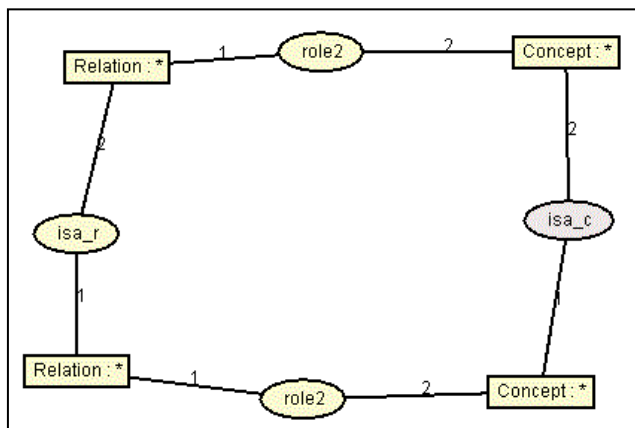 Relation : *
1
role2
2
Concept : *
2
2
isa_r
isa_c
1
1
Relation : *
1
role2
2
Concept : *